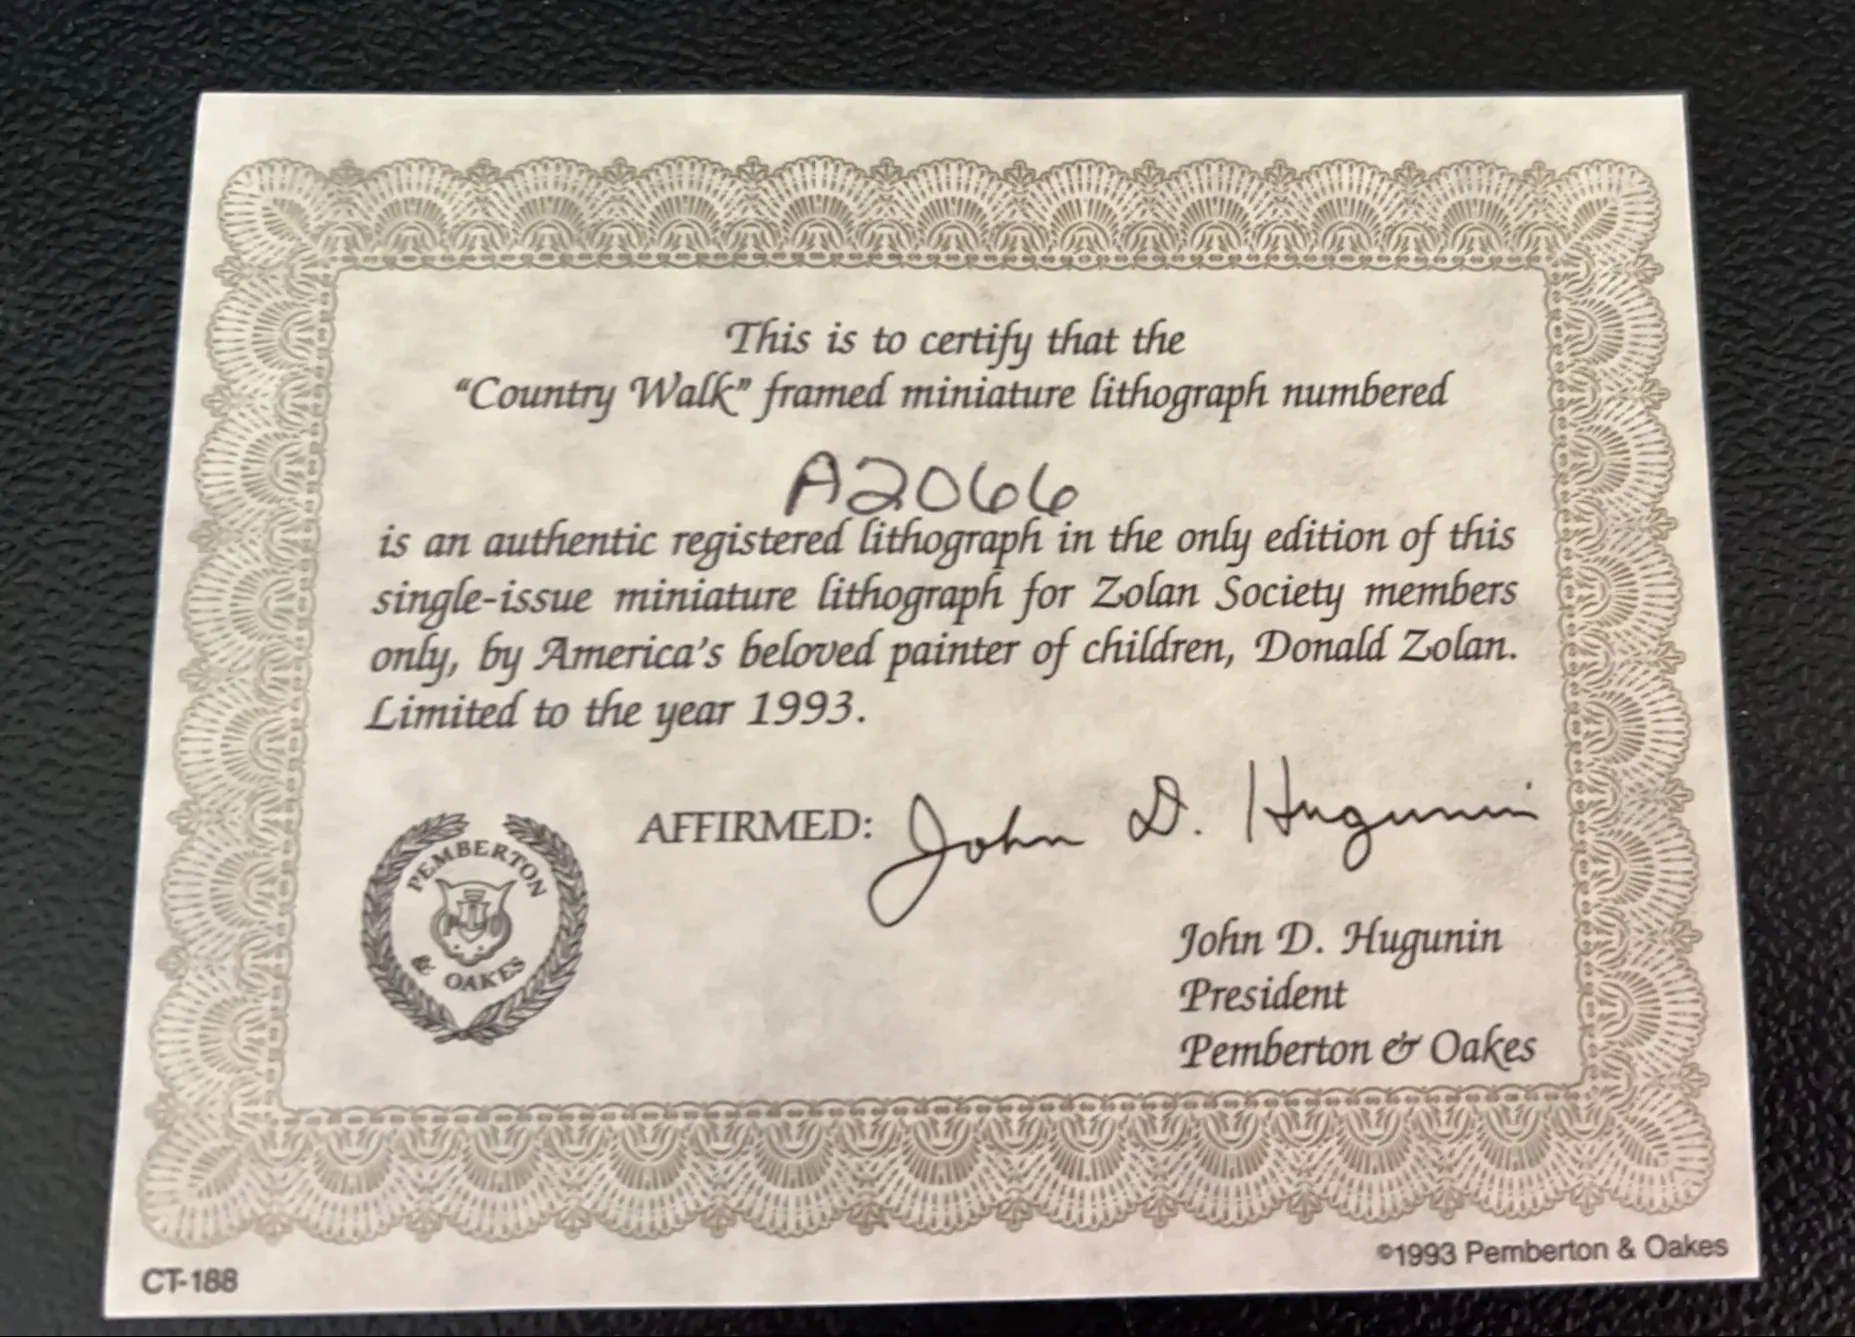 This is to certify that the
“Country Walk” framed miniature lithograph numbered
A2066
is an authentic registered lithograph in the only edition of this
single-issue miniature lithograph for Zolan Society members
only, by America's beloved painter of children, Donald Zolan.
Limited to the year 1993.
AFFIRMED: John D. Hugunin
PEMBERTON
P&O
& OAKES
John D. Hugunin
President
Pemberton & Oakes
©1993 Pemberton & Oakes
CT-188